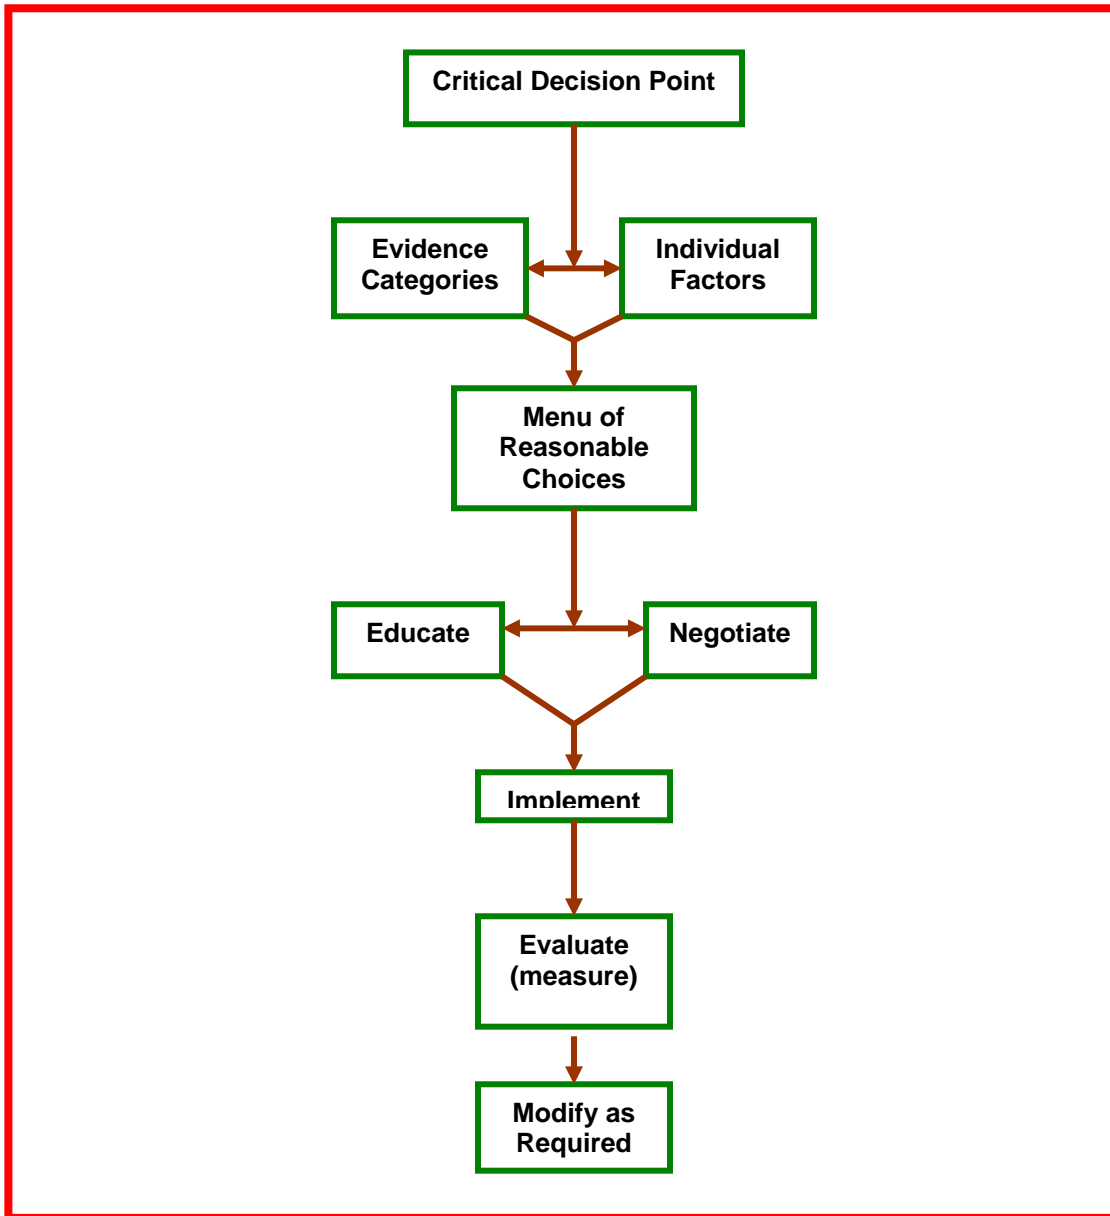 Critical Decision Point
Evidence
Categories
Individual
Factors
Menu of
Reasonable
Choices
Educate
Negotiate
Implement
Evaluate
(measure)
Modify as
Required